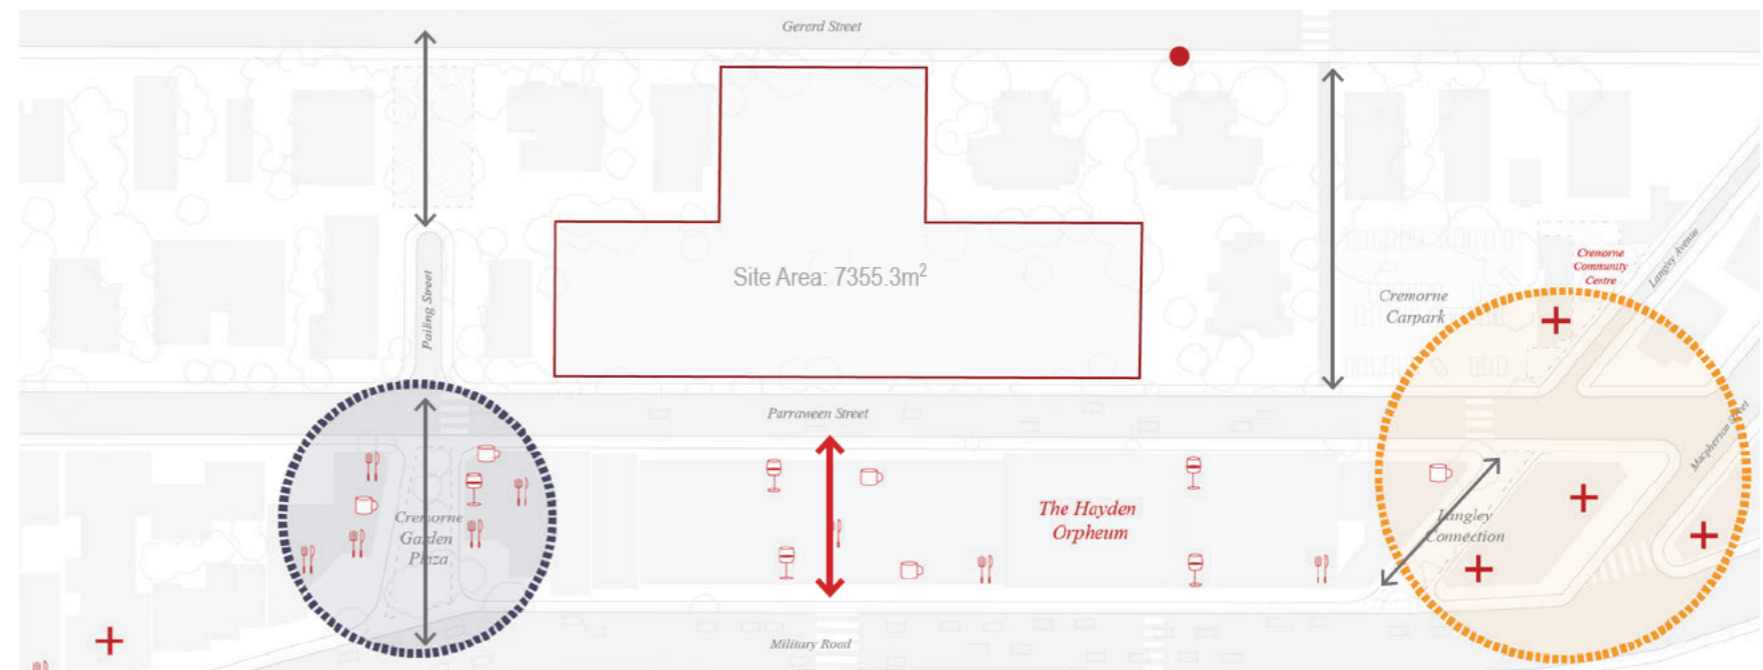 Gerard Street
Site Area: 7355.3m²
Pailing Street
Cremorne
Community
Centre
Langley Avenue
Cremorne
Carpark
Parraween Street
Macpherson Street
The Hayden
Orpheum
Cremorne
Garden
Plaza
Langley
Connection
Military Road